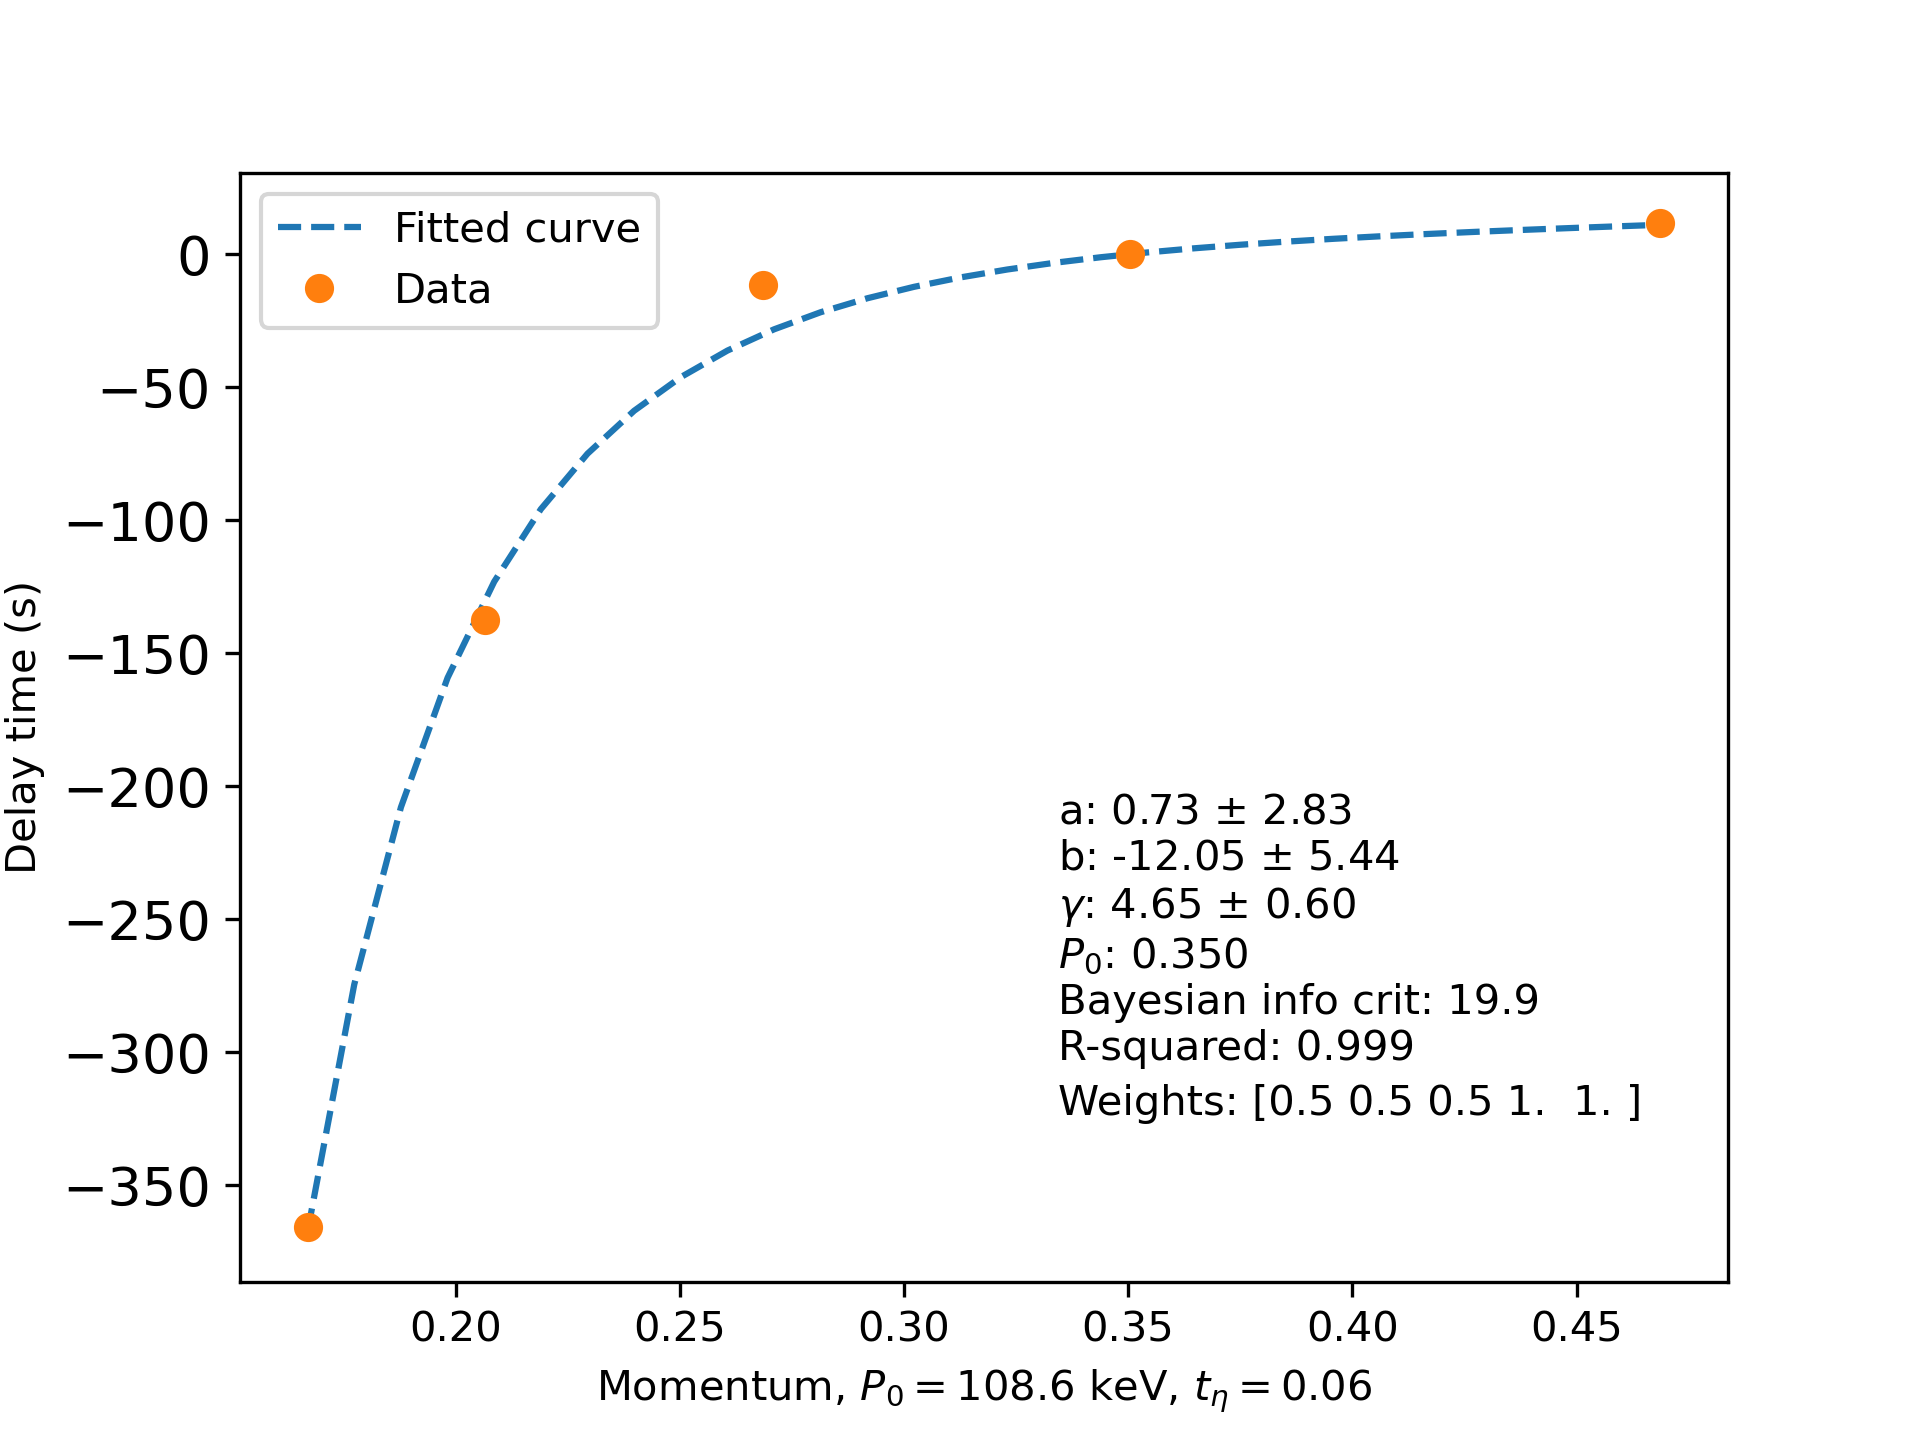 Fitted curve
Data
0
−50
−100
−150
−200
−250
−300
−350
Delay time (s)
a: 0.73 ± 2.83
b: -12.05 ± 5.44
γ: 4.65 ± 0.60
P₀: 0.350
Bayesian info crit: 19.9
R-squared: 0.999
Weights: [0.5 0.5 0.5 1.  1. ]
0.20 0.25 0.30 0.35 0.40 0.45
Momentum, P₀ = 108.6 keV, t_η = 0.06